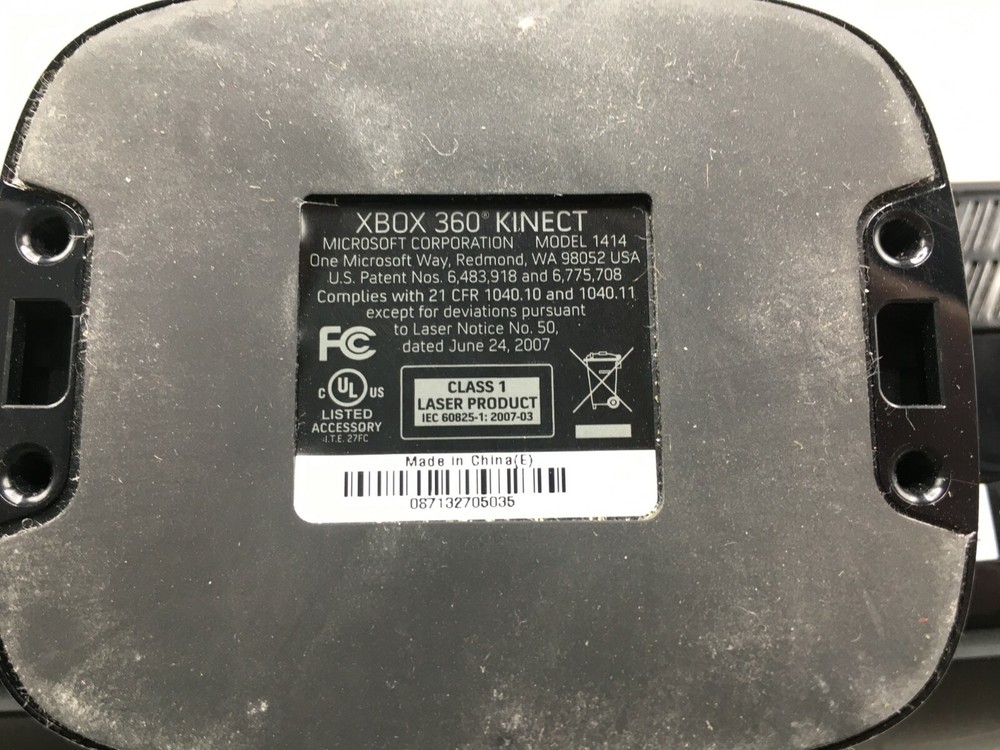 XBOX 360® KINECT
MICROSOFT CORPORATION MODEL 1414
One Microsoft Way, Redmond, WA 98052 USA
U.S. Patent Nos. 6,483,918 and 6,775,708
Complies with 21 CFR 1040.10 and 1040.11
except for deviations pursuant
to Laser Notice No. 50,
dated June 24, 2007
FC
C UL US
LISTED
ACCESSORY
I.T.E. 27FC
CLASS 1
LASER PRODUCT
IEC 60825-1: 2007-03
Made in China(E)
087132705035